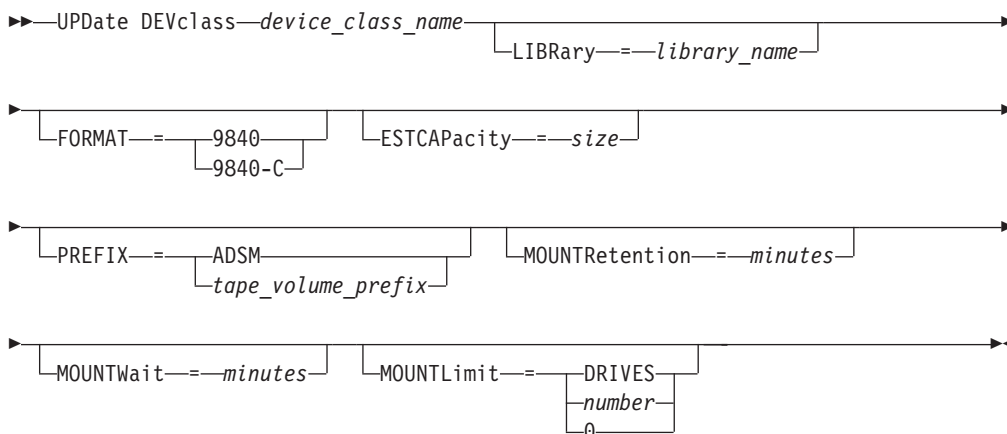 UPDate DEVclass device_class_name
LIBRary = library_name
FORMAT = 9840
9840-C
ESTCAPacity = size
PREFIX = ADSM
tape_volume_prefix
MOUNTRetention = minutes
MOUNTWait = minutes
MOUNTLimit = DRIVES
number
0